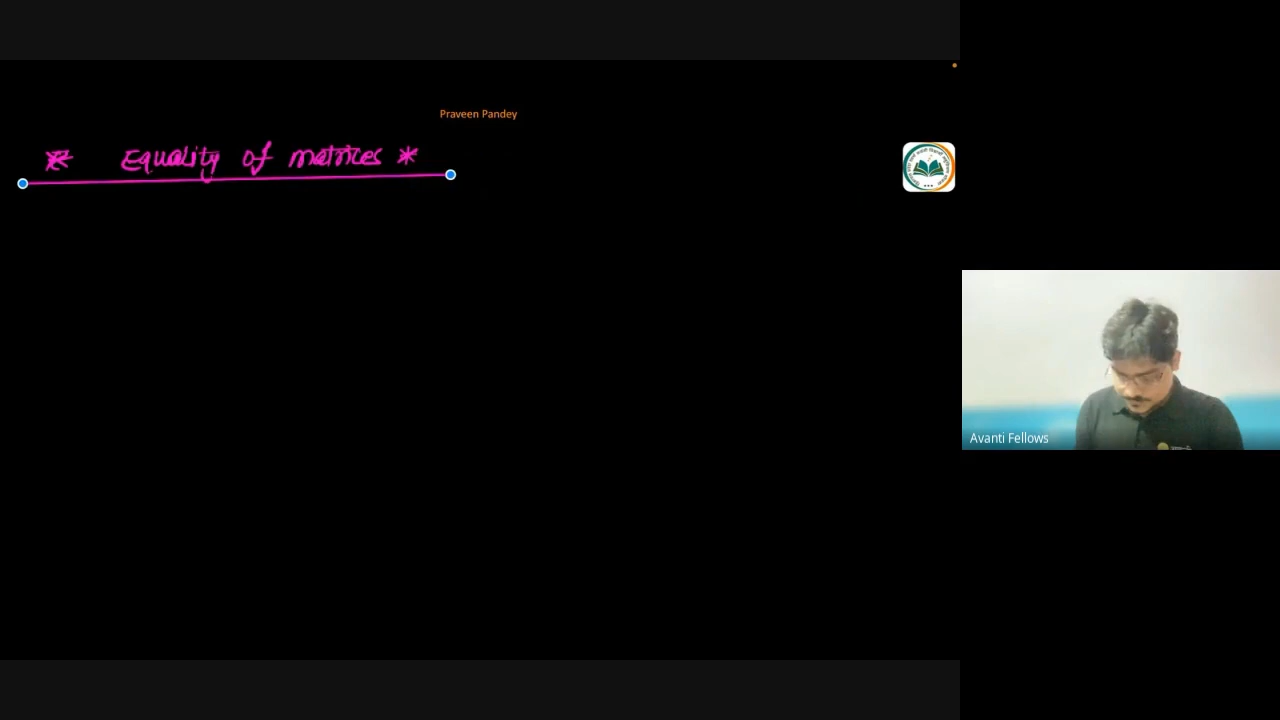 Praveen Pandey
* Equality of matrices *
Avanti Fellows